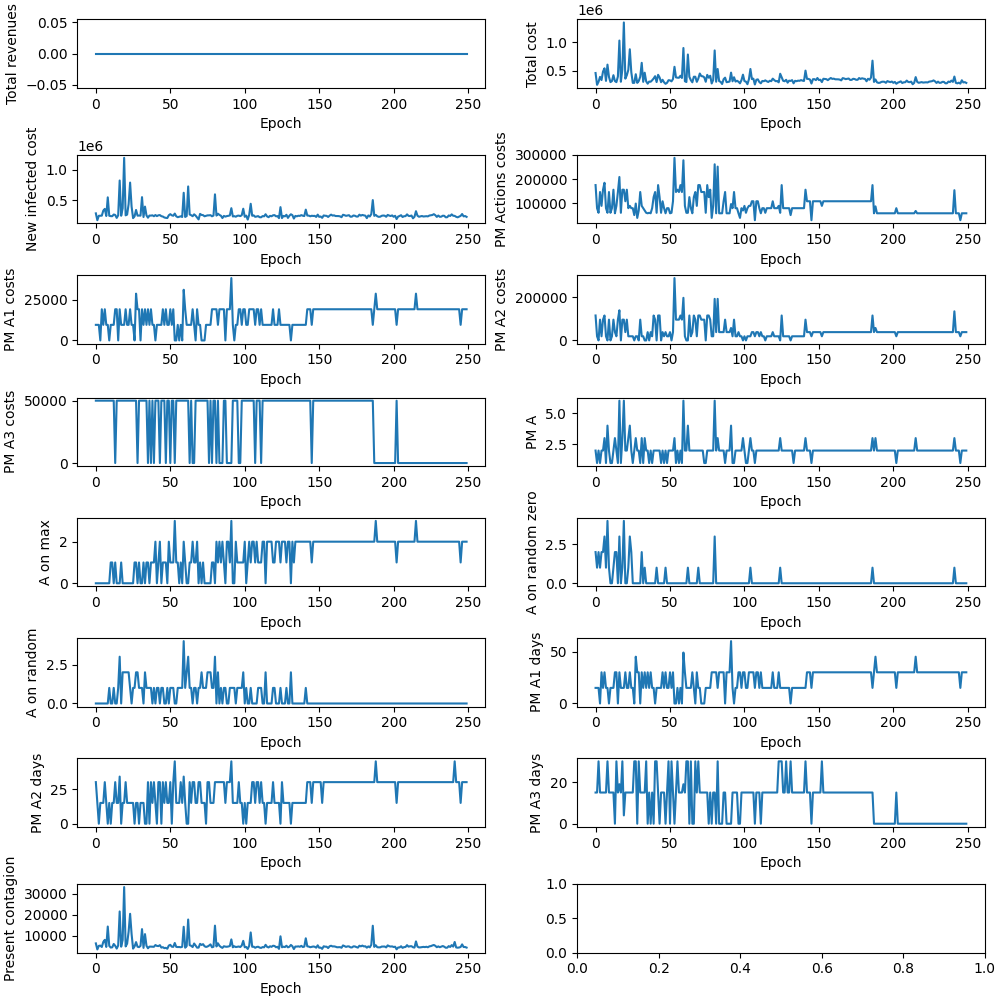 Total revenues
0.05
0.00
−0.05
0 50 100 150 200 250
Epoch
1e6
Total cost
1.0
0.5
0 50 100 150 200 250
Epoch
1e6
New infected cost
1.0
0.5
0 50 100 150 200 250
Epoch
PM Actions costs
300000
200000
100000
0 50 100 150 200 250
Epoch
PM A1 costs
25000
0
0 50 100 150 200 250
Epoch
PM A2 costs
200000
0
0 50 100 150 200 250
Epoch
PM A3 costs
50000
0
0 50 100 150 200 250
Epoch
PM A
5.0
2.5
0 50 100 150 200 250
Epoch
A on max
2
0
0 50 100 150 200 250
Epoch
A on random zero
2.5
0.0
0 50 100 150 200 250
Epoch
A on random
2.5
0.0
0 50 100 150 200 250
Epoch
PM A1 days
50
0
0 50 100 150 200 250
Epoch
PM A2 days
25
0
0 50 100 150 200 250
Epoch
PM A3 days
20
0
0 50 100 150 200 250
Epoch
Present contagion
30000
20000
10000
0 50 100 150 200 250
Epoch
1.0
0.5
0.0
0.0 0.2 0.4 0.6 0.8 1.0